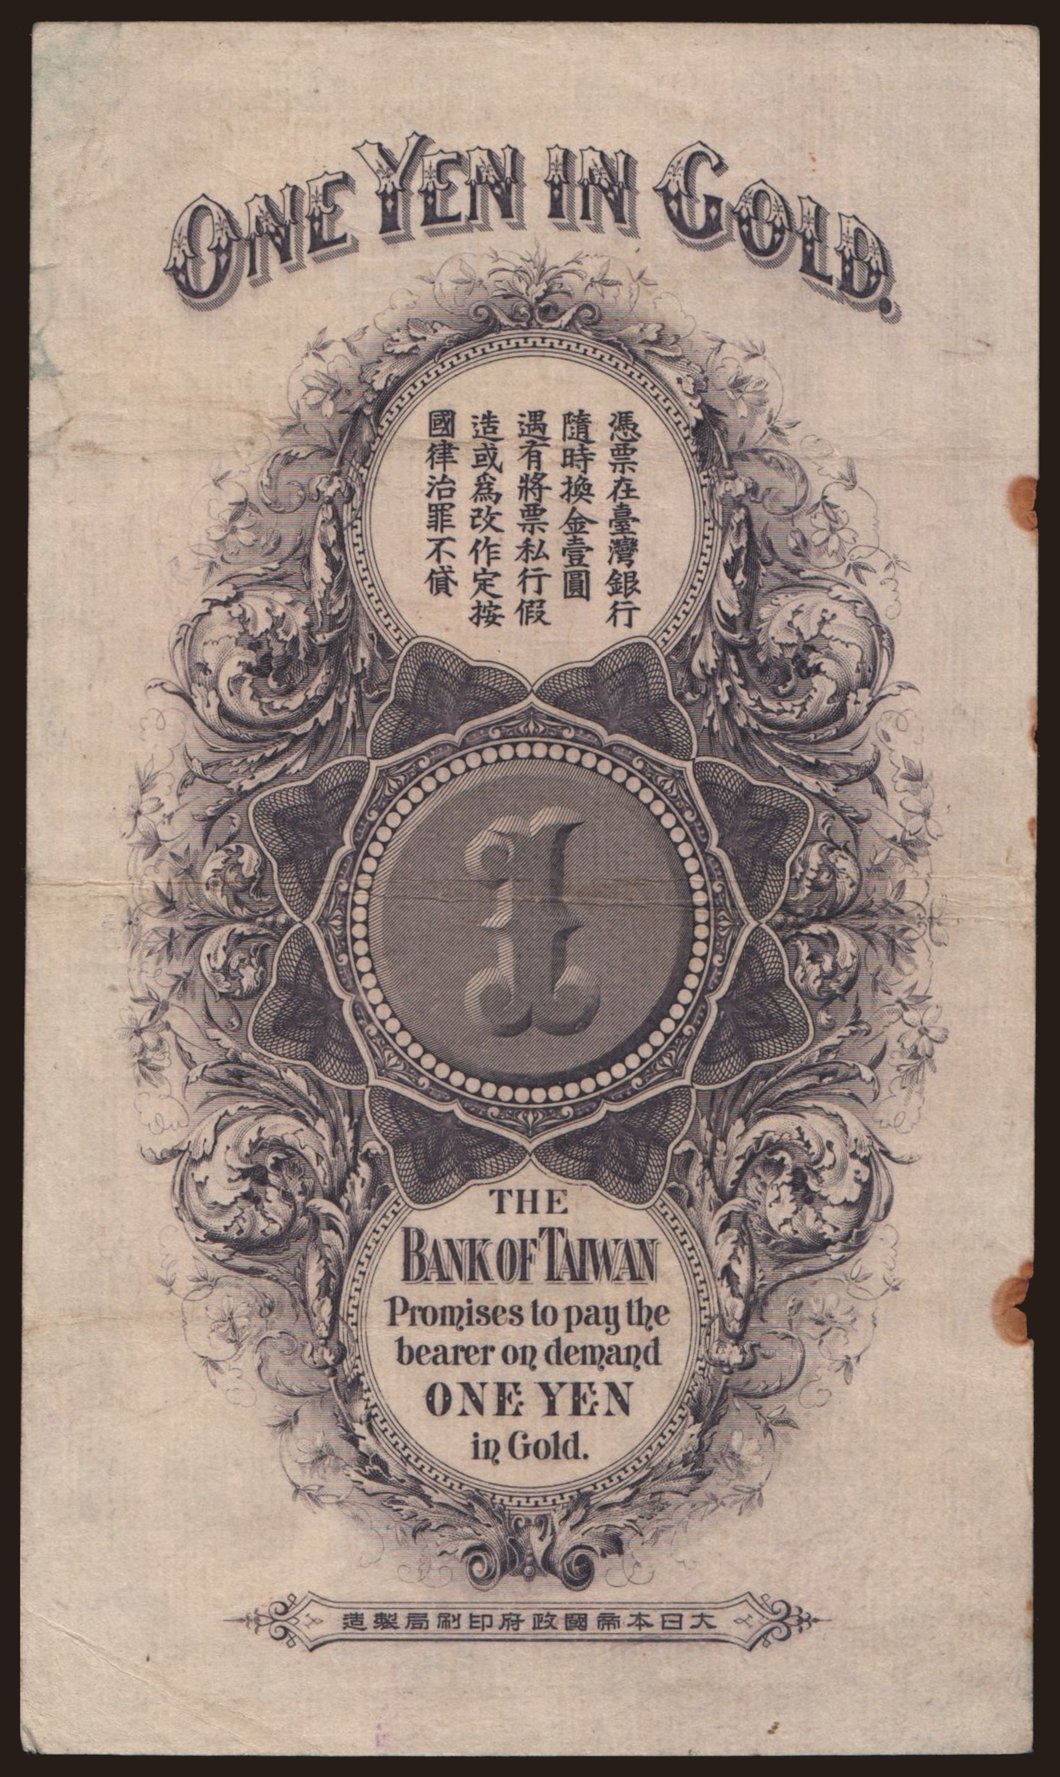 ONE YEN IN GOLD.
憑票在臺灣銀行
隨時換金壹圓
遇有將票私行假
造或爲改作定按
國律治罪不貸
1
THE
BANK OF TAIWAN
Promises to pay the
bearer on demand
ONE YEN
in Gold.
造製局刷印府政國帝本日大